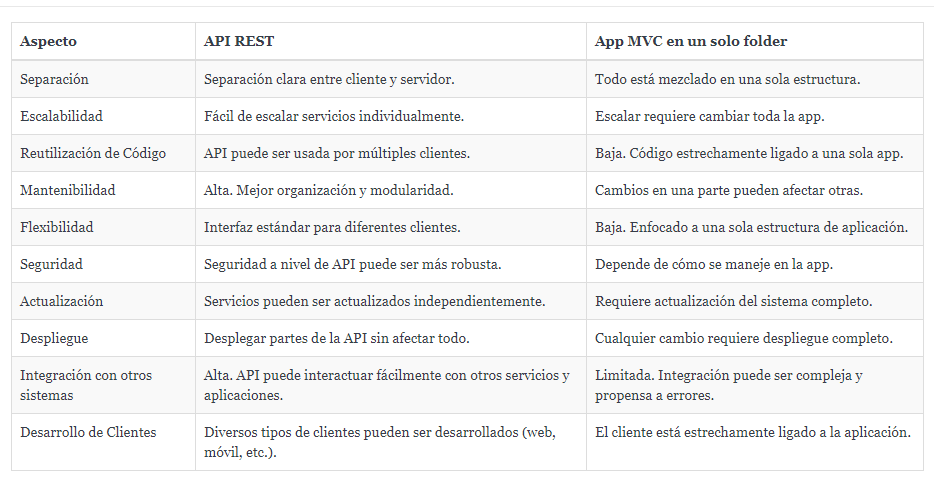 Aspecto API REST App MVC en un solo folder
Separación Separación clara entre cliente y servidor. Todo está mezclado en una sola estructura.
Escalabilidad Fácil de escalar servicios individualmente. Escalar requiere cambiar toda la app.
Reutilización de Código API puede ser usada por múltiples clientes. Baja. Código estrechamente ligado a una sola app.
Mantenibilidad Alta. Mejor organización y modularidad. Cambios en una parte pueden afectar otras.
Flexibilidad Interfaz estándar para diferentes clientes. Baja. Enfocado a una sola estructura de aplicación.
Seguridad Seguridad a nivel de API puede ser más robusta. Depende de cómo se maneje en la app.
Actualización Servicios pueden ser actualizados independientemente. Requiere actualización del sistema completo.
Despliegue Desplegar partes de la API sin afectar todo. Cualquier cambio requiere despliegue completo.
Integración con otros
sistemas
Alta. API puede interactuar fácilmente con otros servicios y
aplicaciones.
Limitada. Integración puede ser compleja y
propensa a errores.
Desarrollo de Clientes
Diversos tipos de clientes pueden ser desarrollados (web,
móvil, etc.).
El cliente está estrechamente ligado a la aplicación.